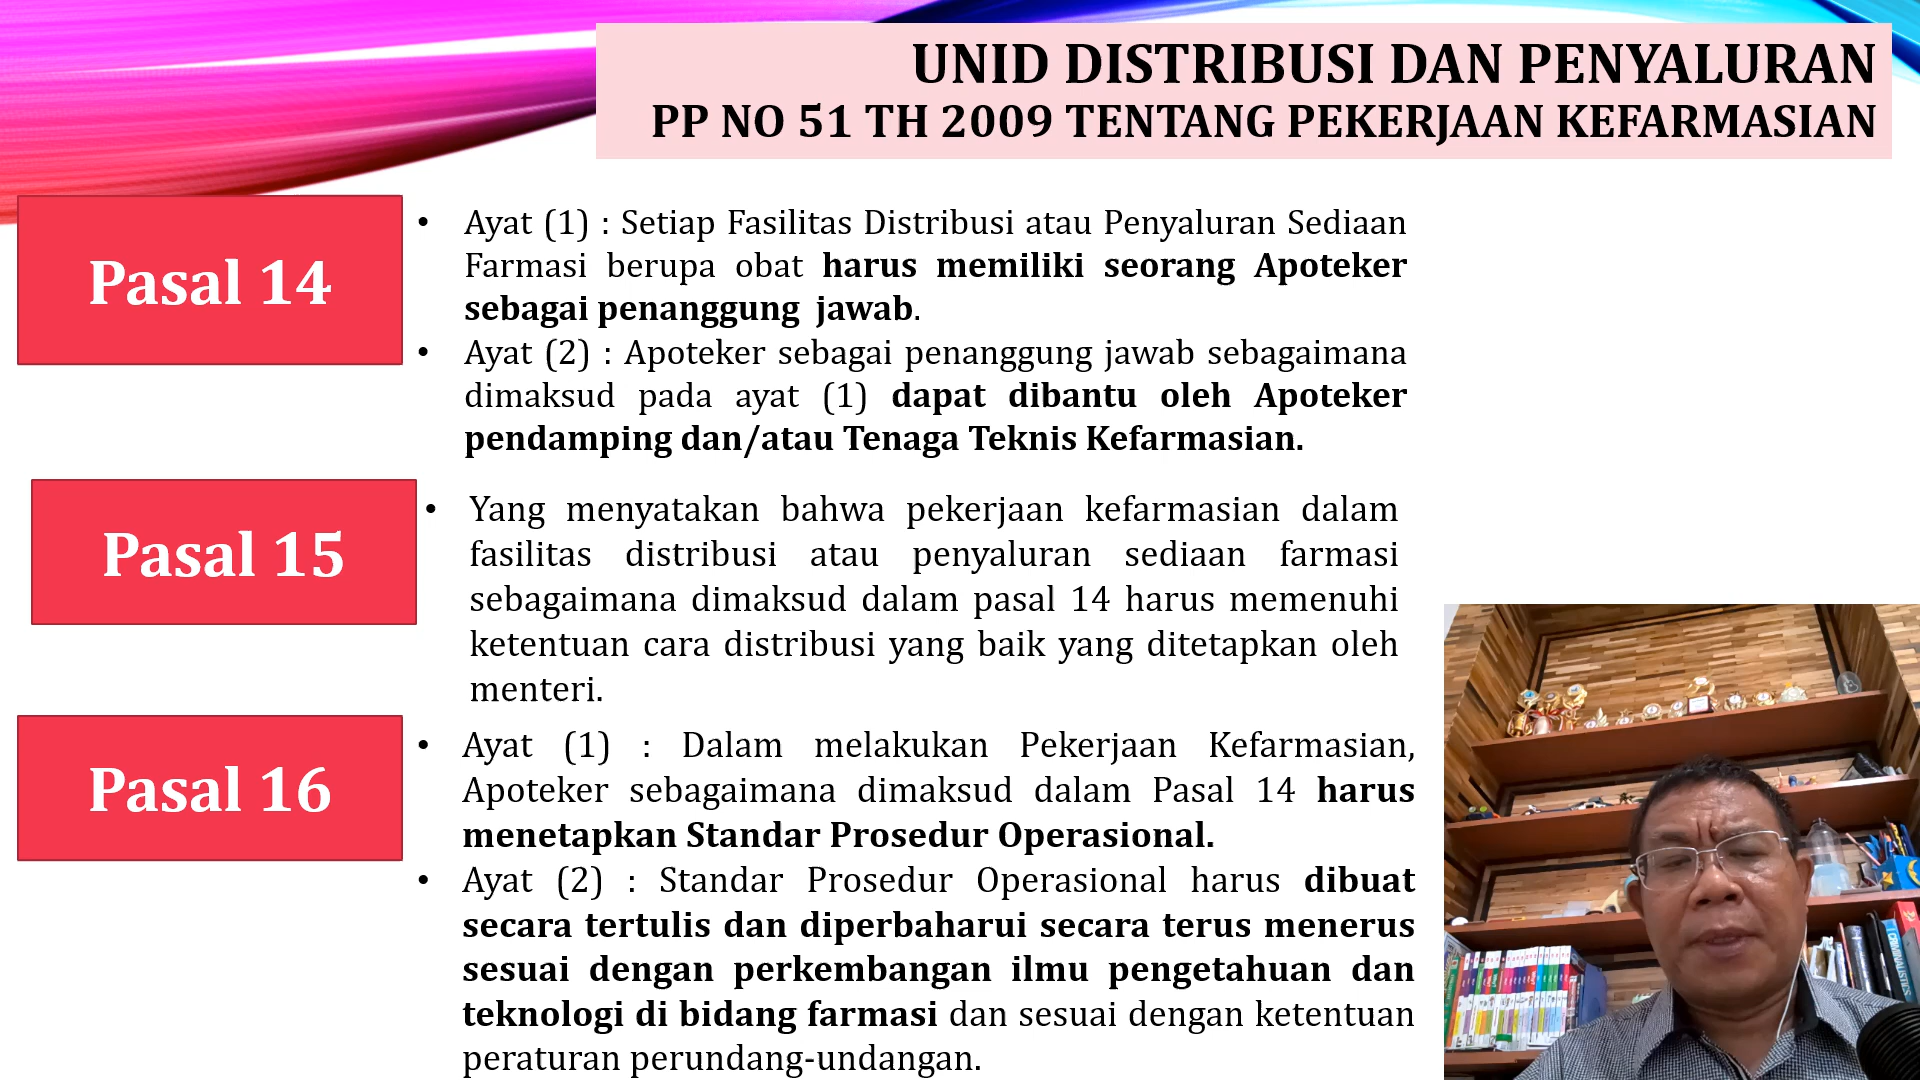 UNID DISTRIBUSI DAN PENYALURAN
PP NO 51 TH 2009 TENTANG PEKERJAAN KEFARMASIAN
Pasal 14
• Ayat (1) : Setiap Fasilitas Distribusi atau Penyaluran Sediaan
Farmasi berupa obat harus memiliki seorang Apoteker
sebagai penanggung jawab.
• Ayat (2) : Apoteker sebagai penanggung jawab sebagaimana
dimaksud pada ayat (1) dapat dibantu oleh Apoteker
pendamping dan/atau Tenaga Teknis Kefarmasian.
Pasal 15
• Yang menyatakan bahwa pekerjaan kefarmasian dalam
fasilitas distribusi atau penyaluran sediaan farmasi
sebagaimana dimaksud dalam pasal 14 harus memenuhi
ketentuan cara distribusi yang baik yang ditetapkan oleh
menteri.
Pasal 16
• Ayat (1) : Dalam melakukan Pekerjaan Kefarmasian,
Apoteker sebagaimana dimaksud dalam Pasal 14 harus
menetapkan Standar Prosedur Operasional.
• Ayat (2) : Standar Prosedur Operasional harus dibuat
secara tertulis dan diperbaharui secara terus menerus
sesuai dengan perkembangan ilmu pengetahuan dan
teknologi di bidang farmasi dan sesuai dengan ketentuan
peraturan perundang-undangan.